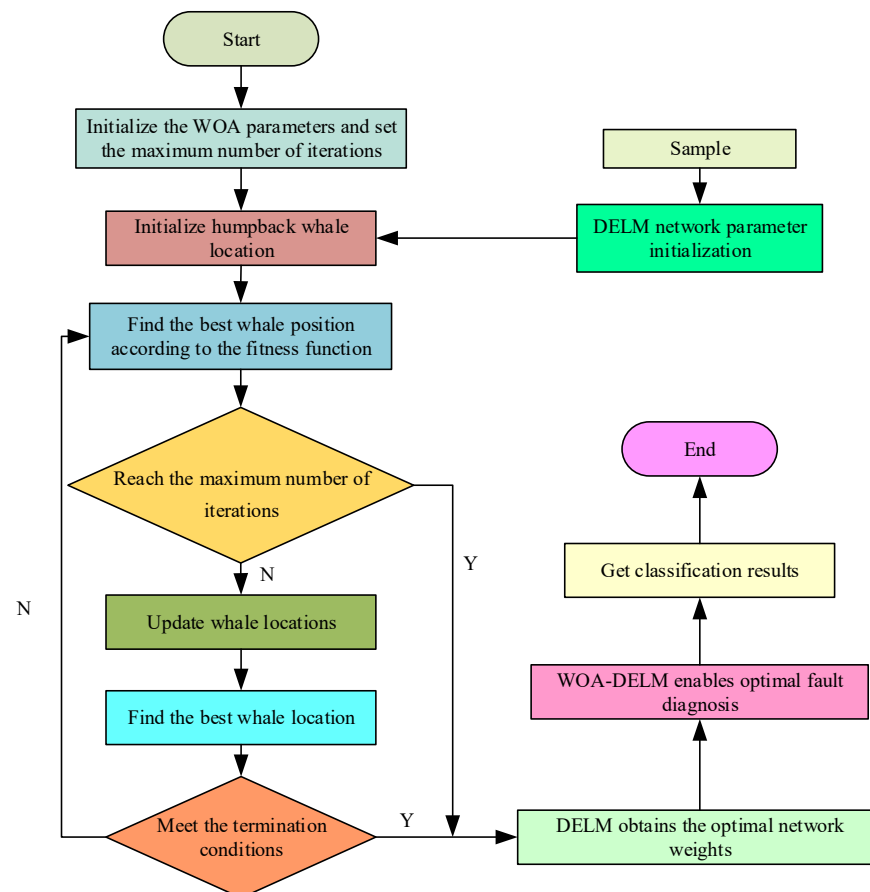 Start
Initialize the WOA parameters and set
the maximum number of iterations
Sample
Initialize humpback whale
location
DELM network parameter
initialization
Find the best whale position
according to the fitness function
Reach the maximum number of
iterations
End
Y
N
Get classification results
N
Update whale locations
WOA-DELM enables optimal fault
diagnosis
Find the best whale location
Meet the termination
conditions
Y
DELM obtains the optimal network
weights